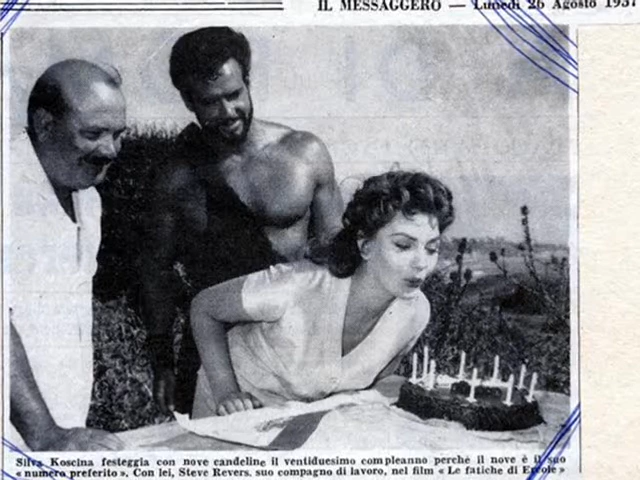 IL MESSAGGERO — Lunedì 26 Agosto 1957
Silva Koscina festeggia con nove candeline il ventiduesimo compleanno perchè il nove è il suo
« numero preferito ». Con lei, Steve Revers, suo compagno di lavoro, nel film « Le fatiche di Ercole »